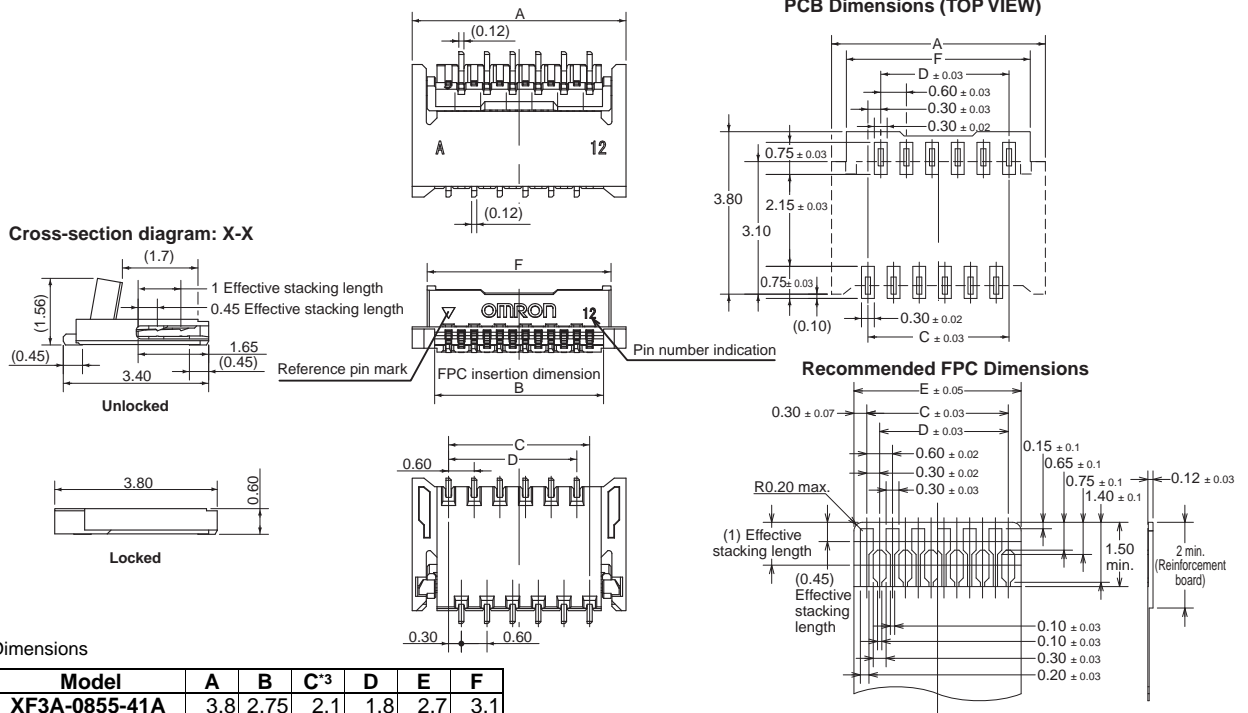 A
(0.12)
A
12
(0.12)
Cross-section diagram: X-X
(1.7)
1 Effective stacking length
0.45 Effective stacking length
(1.56)
(0.45)
1.65
(0.45)
3.40
Unlocked
3.80
0.60
Locked
F
OMRON
12
Reference pin mark
FPC insertion dimension
B
Pin number indication
C
D
0.60
0.30
0.60
PCB Dimensions (TOP VIEW)
A
F
D ± 0.03
0.60 ± 0.03
0.30 ± 0.03
0.30 ± 0.02
0.75 ± 0.03
3.80
2.15 ± 0.03
3.10
0.75 ± 0.03
(0.10)
0.30 ± 0.02
C ± 0.03
Recommended FPC Dimensions
E ± 0.05
0.30 ± 0.07
C ± 0.03
D ± 0.03
0.60 ± 0.02
0.30 ± 0.02
0.30 ± 0.03
0.15 ± 0.1
0.65 ± 0.1
0.75 ± 0.1
1.40 ± 0.1
0.12 ± 0.03
R0.20 max.
(1) Effective
stacking length
(0.45)
Effective
stacking
length
1.50
min.
2 min.
(Reinforcement
board)
0.10 ± 0.03
0.10 ± 0.03
0.30 ± 0.03
0.20 ± 0.03
Dimensions
Model A B C*3 D E F
XF3A-0855-41A 3.8 2.75 2.1 1.8 2.7 3.1